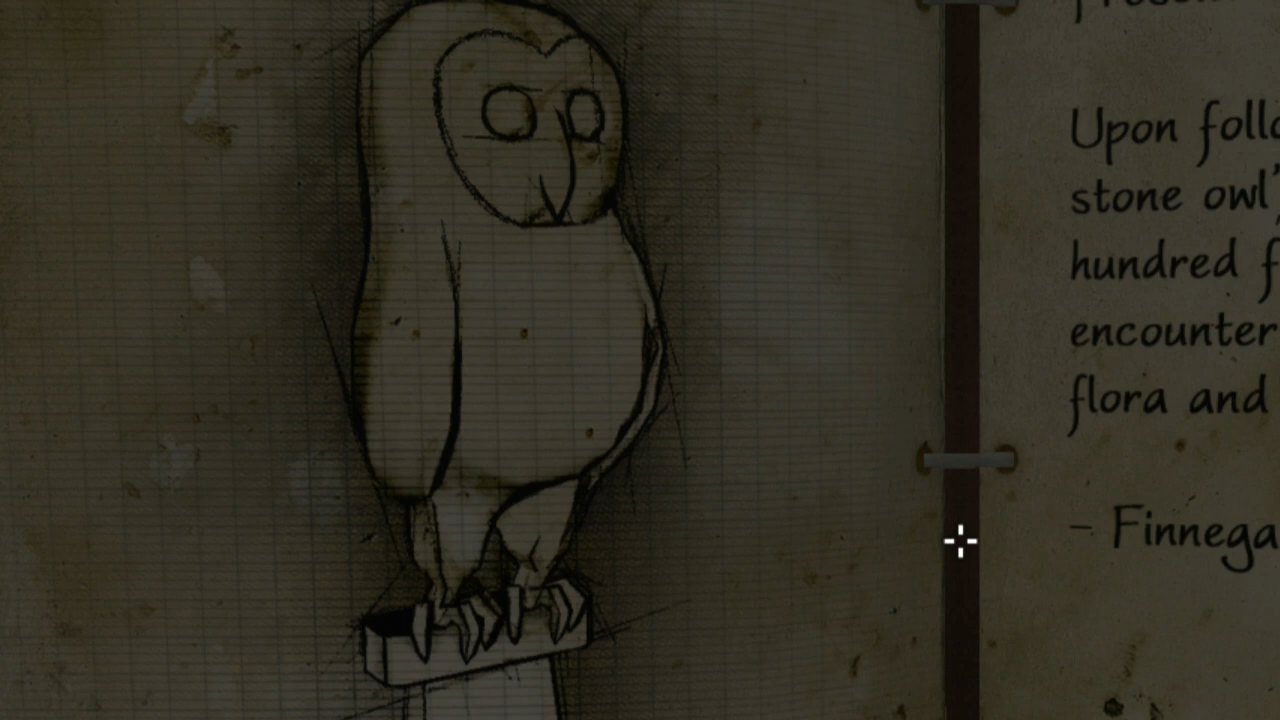 Upon follo
stone owl'
hundred f
encounter
flora and
– Finnega